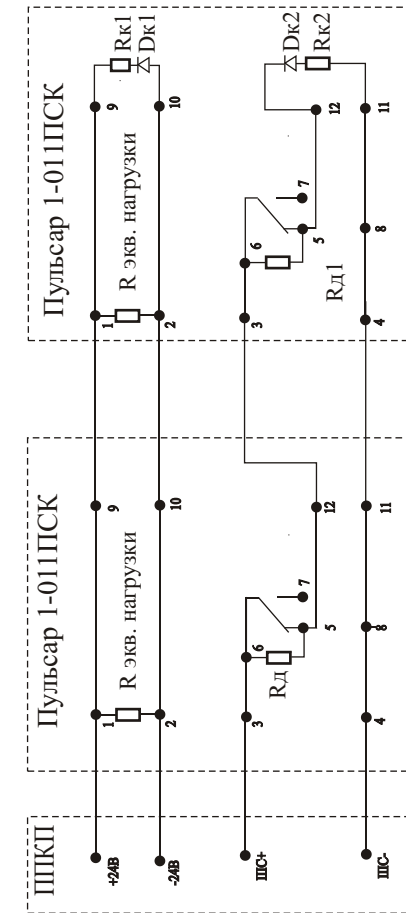 ППКП
+24В
-24В
ШС+
ШС-
Пульсар 1-011ПСК
1
R экв. нагрузки
2
9
10
3
6
Rд
7
5
12
4
8
11
Пульсар 1-011ПСК
1
R экв. нагрузки
2
9
10
Rк1
Dк1
3
6
7
5
Rд1
12
Dк2
Rк2
4
8
11